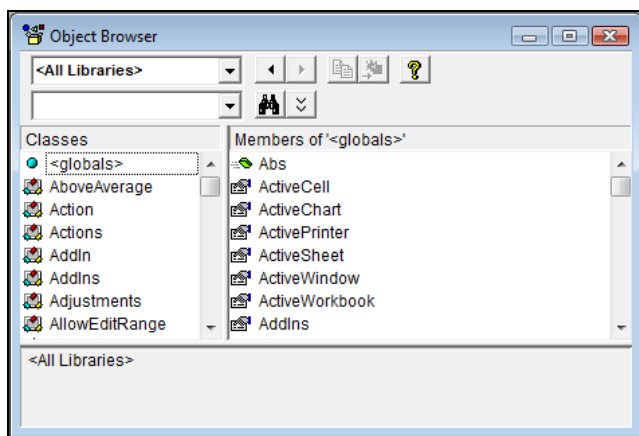 Object Browser
<All Libraries>
Classes
<globals>
AboveAverage
Action
Actions
AddIn
AddIns
Adjustments
AllowEditRange
Members of '<globals>'
Abs
ActiveCell
ActiveChart
ActivePrinter
ActiveSheet
ActiveWindow
ActiveWorkbook
AddIns
<All Libraries>